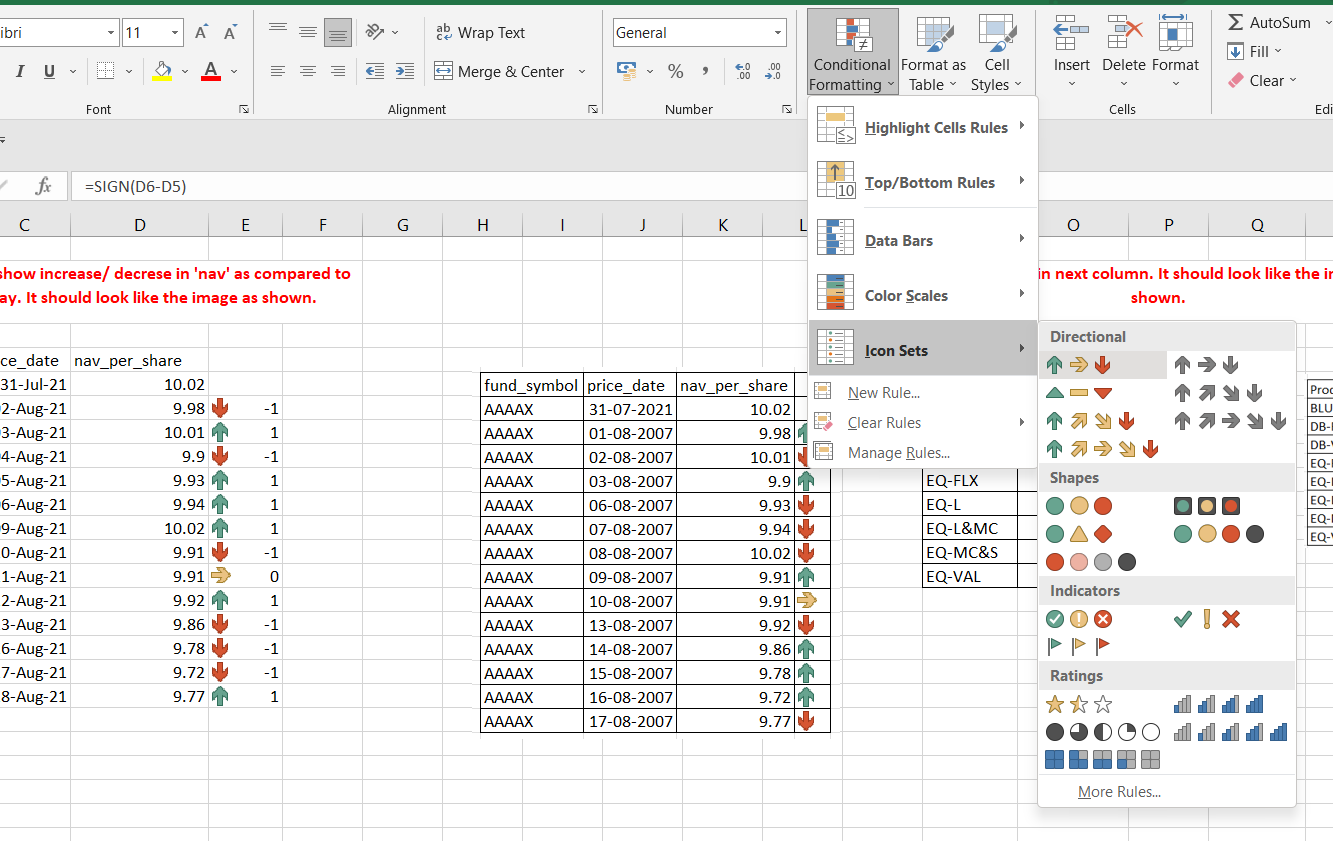 ibri 11 A A Wrap Text General AutoSum
I U A Merge & Center % , .00 Conditional Formatting Format as Table Cell Styles Insert Delete Format Fill
Clear
Font Alignment Number Cells Edi
fx =SIGN(D6-D5)
C D E F G H I J K L O P Q
show increase/ decrese in 'nav' as compared to
ay. It should look like the image as shown.
in next column. It should look like the i
shown.
ce_date nav_per_share
31-Jul-21 10.02
2-Aug-21 9.98 -1
3-Aug-21 10.01 1
4-Aug-21 9.9 -1
5-Aug-21 9.93 1
6-Aug-21 9.94 1
9-Aug-21 10.02 1
0-Aug-21 9.91 -1
1-Aug-21 9.91 0
2-Aug-21 9.92 1
3-Aug-21 9.86 -1
6-Aug-21 9.78 -1
7-Aug-21 9.72 -1
8-Aug-21 9.77 1
fund_symbol price_date nav_per_share
AAAAX 31-07-2021 10.02
AAAAX 01-08-2007 9.98
AAAAX 02-08-2007 10.01
AAAAX 03-08-2007 9.9
AAAAX 06-08-2007 9.93
AAAAX 07-08-2007 9.94
AAAAX 08-08-2007 10.02
AAAAX 09-08-2007 9.91
AAAAX 10-08-2007 9.91
AAAAX 13-08-2007 9.92
AAAAX 14-08-2007 9.86
AAAAX 15-08-2007 9.78
AAAAX 16-08-2007 9.72
AAAAX 17-08-2007 9.77
Highlight Cells Rules
Top/Bottom Rules
10
Data Bars
Color Scales
Icon Sets
New Rule...
Clear Rules
Manage Rules...
EQ-FLX
EQ-L
EQ-L&MC
EQ-MC&S
EQ-VAL
Directional
Shapes
Indicators
Ratings
More Rules...
Proc
BLU
DB-
DB-
EQ-
EQ-
EQ-
EQ-
EQ-